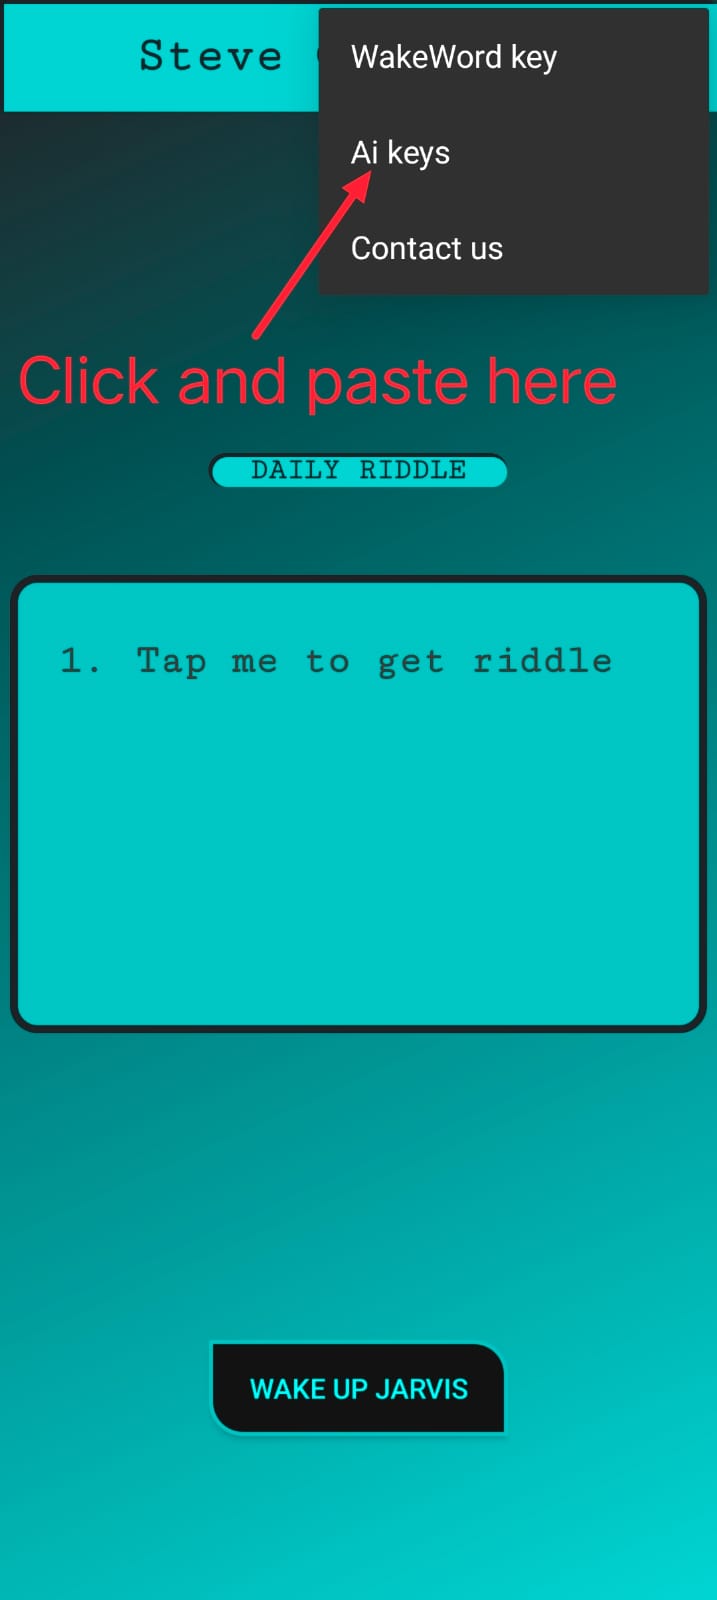 Steve
WakeWord key
Ai keys
Contact us
Click and paste here
DAILY RIDDLE
1. Tap me to get riddle
WAKE UP JARVIS